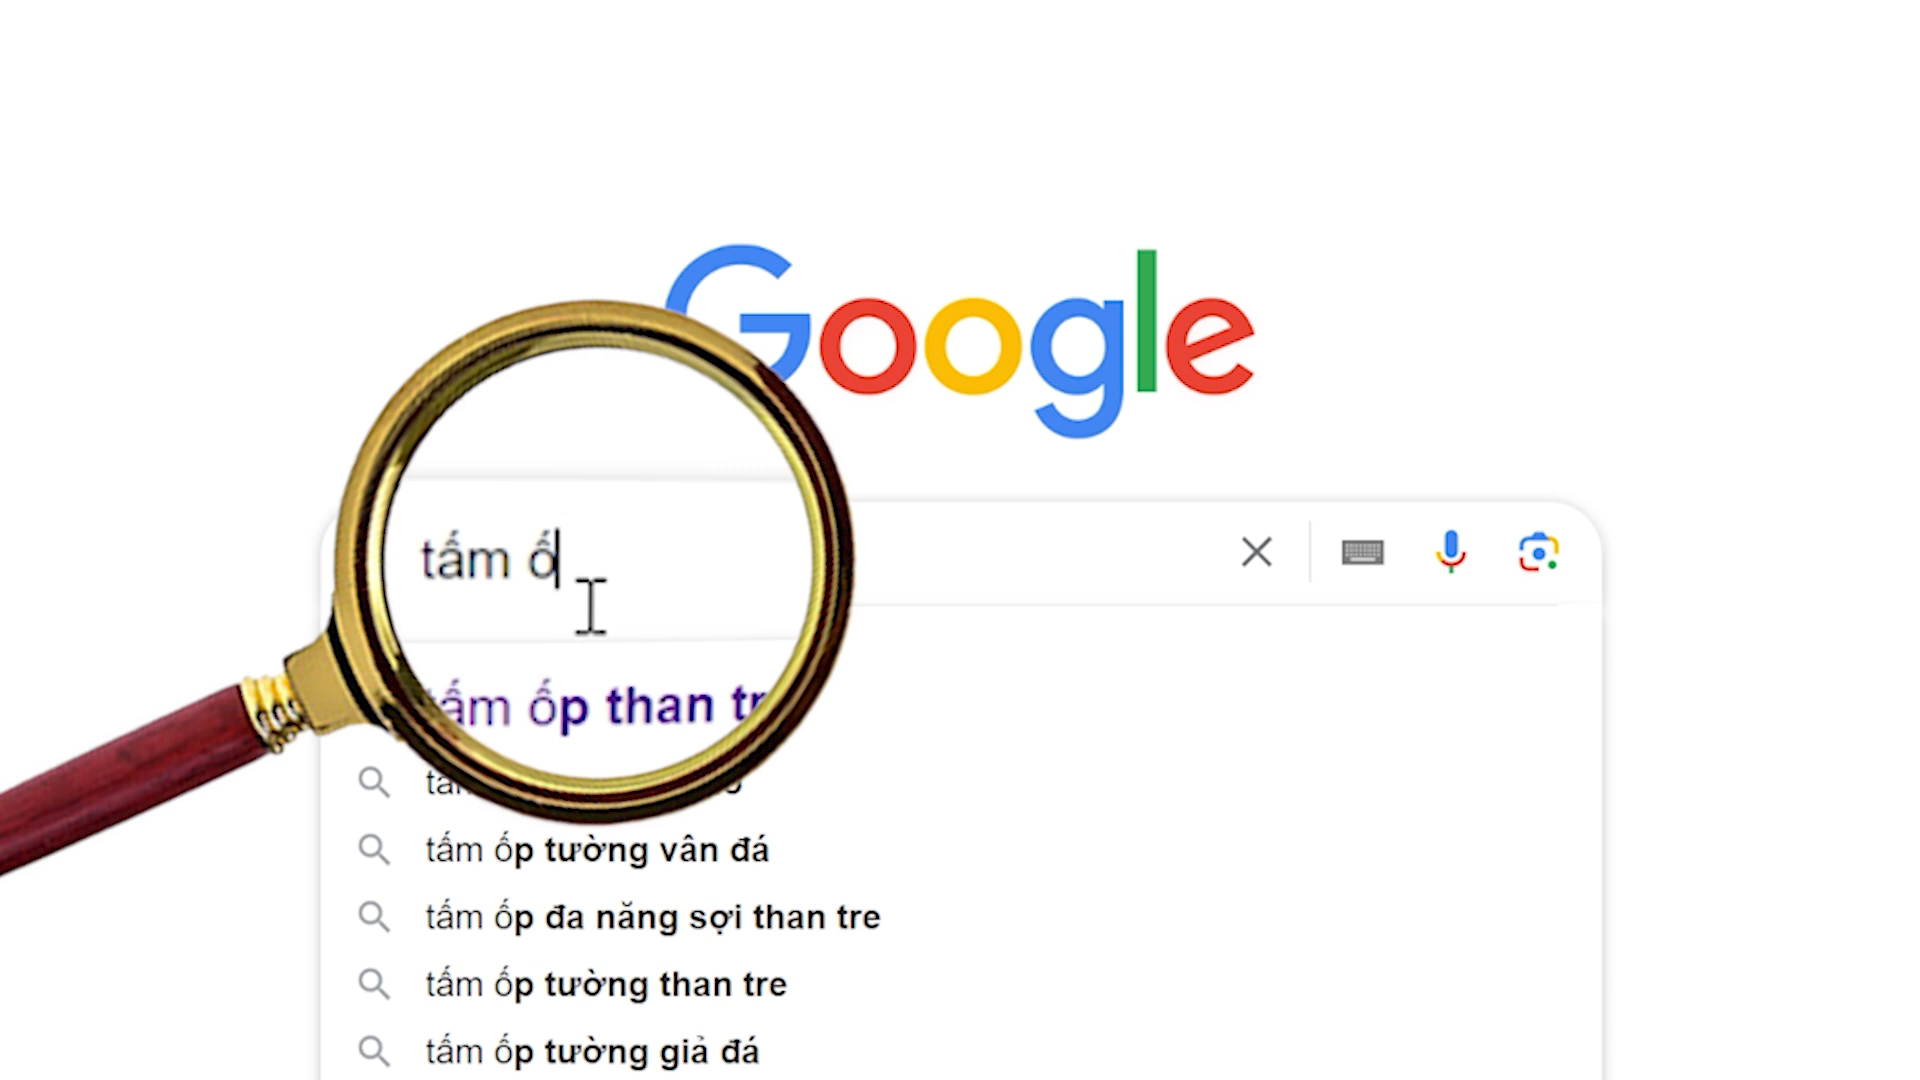 Google
tấm ố
tấm ốp than
tấm ốp tường vân đá
tấm ốp đa năng sợi than tre
tấm ốp tường than tre
tấm ốp tường giả đá